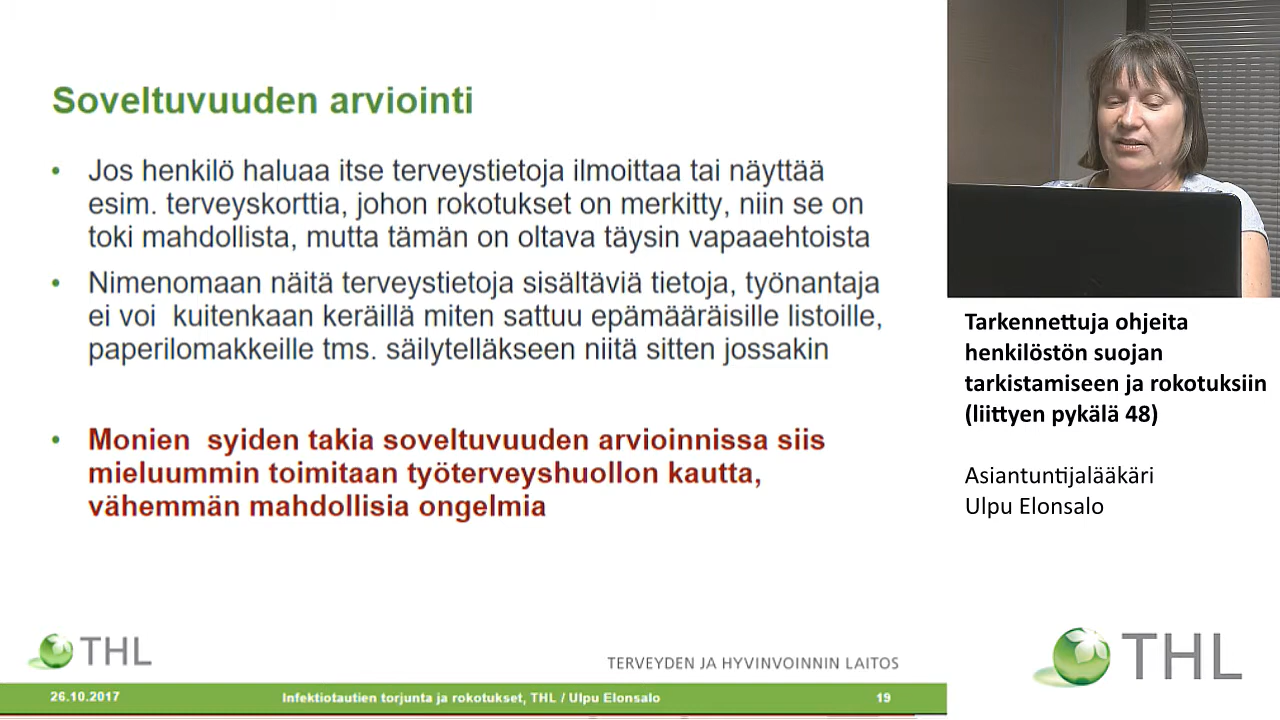 Soveltuvuuden arviointi
• Jos henkilö haluaa itse terveystietoja ilmoittaa tai näyttää
esim. terveyskorttia, johon rokotukset on merkitty, niin se on
toki mahdollista, mutta tämän on oltava täysin vapaaehtoista
• Nimenomaan näitä terveystietoja sisältäviä tietoja, työnantaja
ei voi kuitenkaan keräillä miten sattuu epämääräisille listoille,
paperilomakkeille tms. säilytelläkseen niitä sitten jossakin
• Monien syiden takia soveltuvuuden arvioinnissa siis
mieluummin toimitaan työterveyshuollon kautta,
vähemmän mahdollisia ongelmia
THL
TERVEYDEN JA HYVINVOINNIN LAITOS
26.10.2017
Infektiotautien torjunta ja rokotukset, THL / Ulpu Elonsalo
19
Tarkennettuja ohjeita
henkilöstön suojan
tarkistamiseen ja rokotuksiin
(liittyen pykälä 48)
Asiantuntijalääkäri
Ulpu Elonsalo
THL